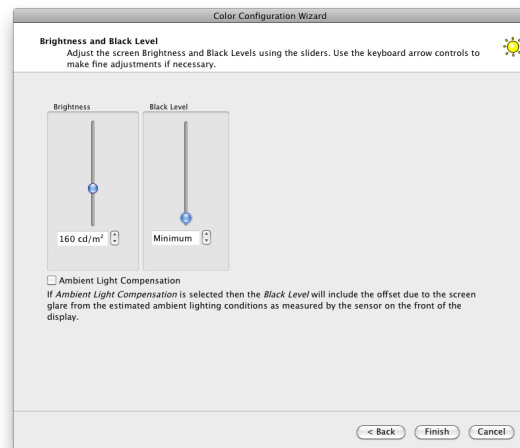 Color Configuration Wizard
Brightness and Black Level
Adjust the screen Brightness and Black Levels using the sliders. Use the keyboard arrow controls to
make fine adjustments if necessary.
Brightness
Black Level
160 cd/m²
Minimum
Ambient Light Compensation
If Ambient Light Compensation is selected then the Black Level will include the offset due to the screen
glare from the estimated ambient lighting conditions as measured by the sensor on the front of the
display.
< Back
Finish
Cancel